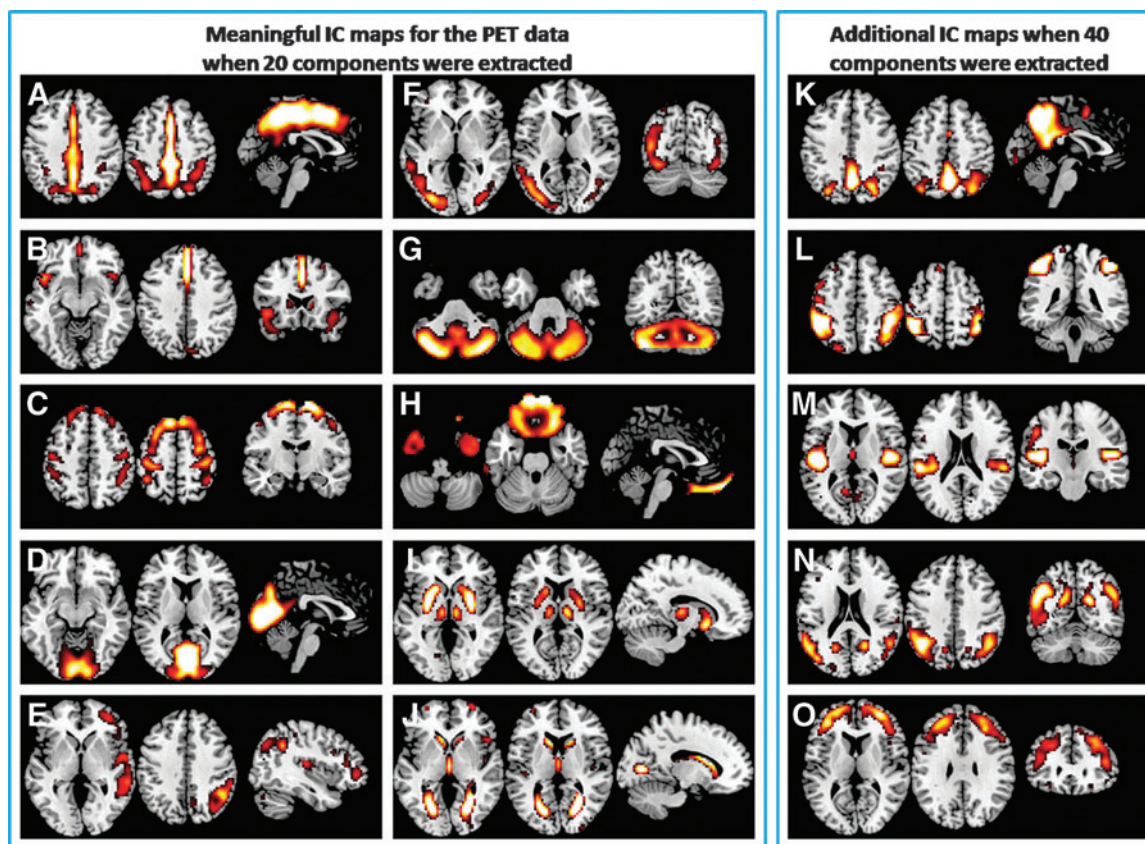 Meaningful IC maps for the PET data
when 20 components were extracted
Additional IC maps when 40
components were extracted
A
B
C
D
E
F
G
H
I
J
K
L
M
N
O